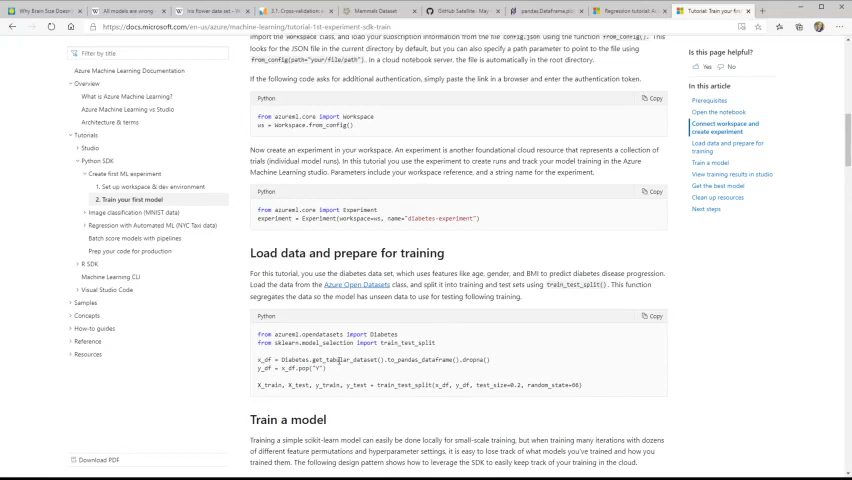 Why Brain Size Doesn't
All models are wrong
Iris flower data set - W
3.1. Cross-validation:
Mammals Dataset
GitHub Satellite - May
pandas.DataFrame.plo
Regression tutorial: Au
Tutorial: Train your first
https://docs.microsoft.com/en-us/azure/machine-learning/tutorial-1st-experiment-sdk-train
Filter by title
Azure Machine Learning Documentation
Overview
What is Azure Machine Learning?
Azure Machine Learning vs Studio
Architecture & terms
Tutorials
Studio
Python SDK
Create first ML experiment
1. Set up workspace & dev environment
2. Train your first model
Image classification (MNIST data)
Regression with Automated ML (NYC Taxi data)
Batch score models with pipelines
Prep your code for production
R SDK
Machine Learning CLI
Visual Studio Code
Samples
Concepts
How-to guides
Reference
Resources
Download PDF
Import the Workspace class, and load your subscription information from the file config.json using the function from_config(). This
looks for the JSON file in the current directory by default, but you can also specify a path parameter to point to the file using
from_config(path="your/file/path"). In a cloud notebook server, the file is automatically in the root directory.
If the following code asks for additional authentication, simply paste the link in a browser and enter the authentication token.
Python
Copy
from azureml.core import Workspace
ws = Workspace.from_config()
Now create an experiment in your workspace. An experiment is another foundational cloud resource that represents a collection of
trials (individual model runs). In this tutorial you use the experiment to create runs and track your model training in the Azure
Machine Learning studio. Parameters include your workspace reference, and a string name for the experiment.
Python
Copy
from azureml.core import Experiment
experiment = Experiment(workspace=ws, name="diabetes-experiment")
Load data and prepare for training
For this tutorial, you use the diabetes data set, which uses features like age, gender, and BMI to predict diabetes disease progression.
Load the data from the Azure Open Datasets class, and split it into training and test sets using train_test_split(). This function
segregates the data so the model has unseen data to use for testing following training.
Python
Copy
from azureml.opendatasets import Diabetes
from sklearn.model_selection import train_test_split
x_df = Diabetes.get_tabular_dataset().to_pandas_dataframe().dropna()
y_df = x_df.pop("Y")
X_train, X_test, y_train, y_test = train_test_split(x_df, y_df, test_size=0.2, random_state=66)
Train a model
Training a simple scikit-learn model can easily be done locally for small-scale training, but when training many iterations with dozens
of different feature permutations and hyperparameter settings, it is easy to lose track of what models you've trained and how you
trained them. The following design pattern shows how to leverage the SDK to easily keep track of your training in the cloud.
Is this page helpful?
Yes No
In this article
Prerequisites
Open the notebook
Connect workspace and
create experiment
Load data and prepare for
training
Train a model
View training results in studio
Get the best model
Clean up resources
Next steps